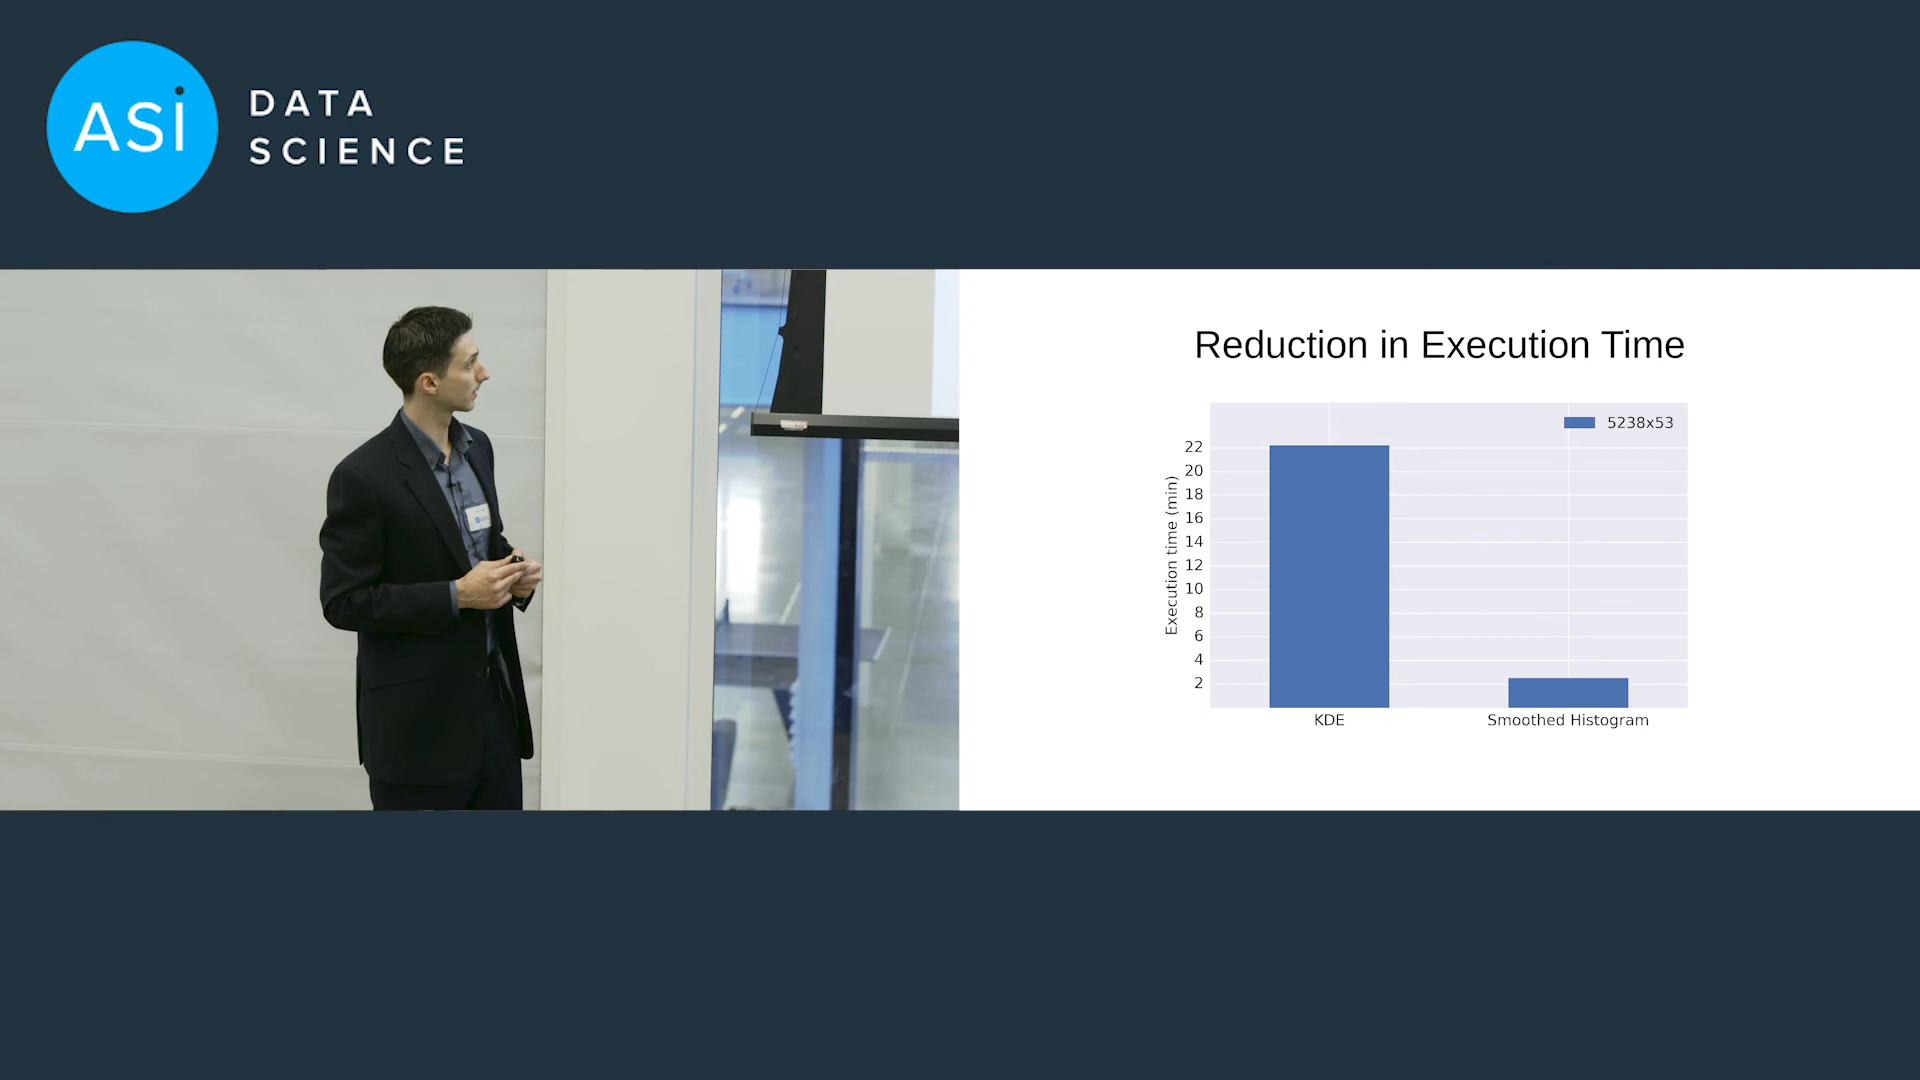 ASI
DATA
SCIENCE
Reduction in Execution Time
5238x53
22
20
18
16
14
12
10
8
6
4
2
Execution time (min)
KDE
Smoothed Histogram